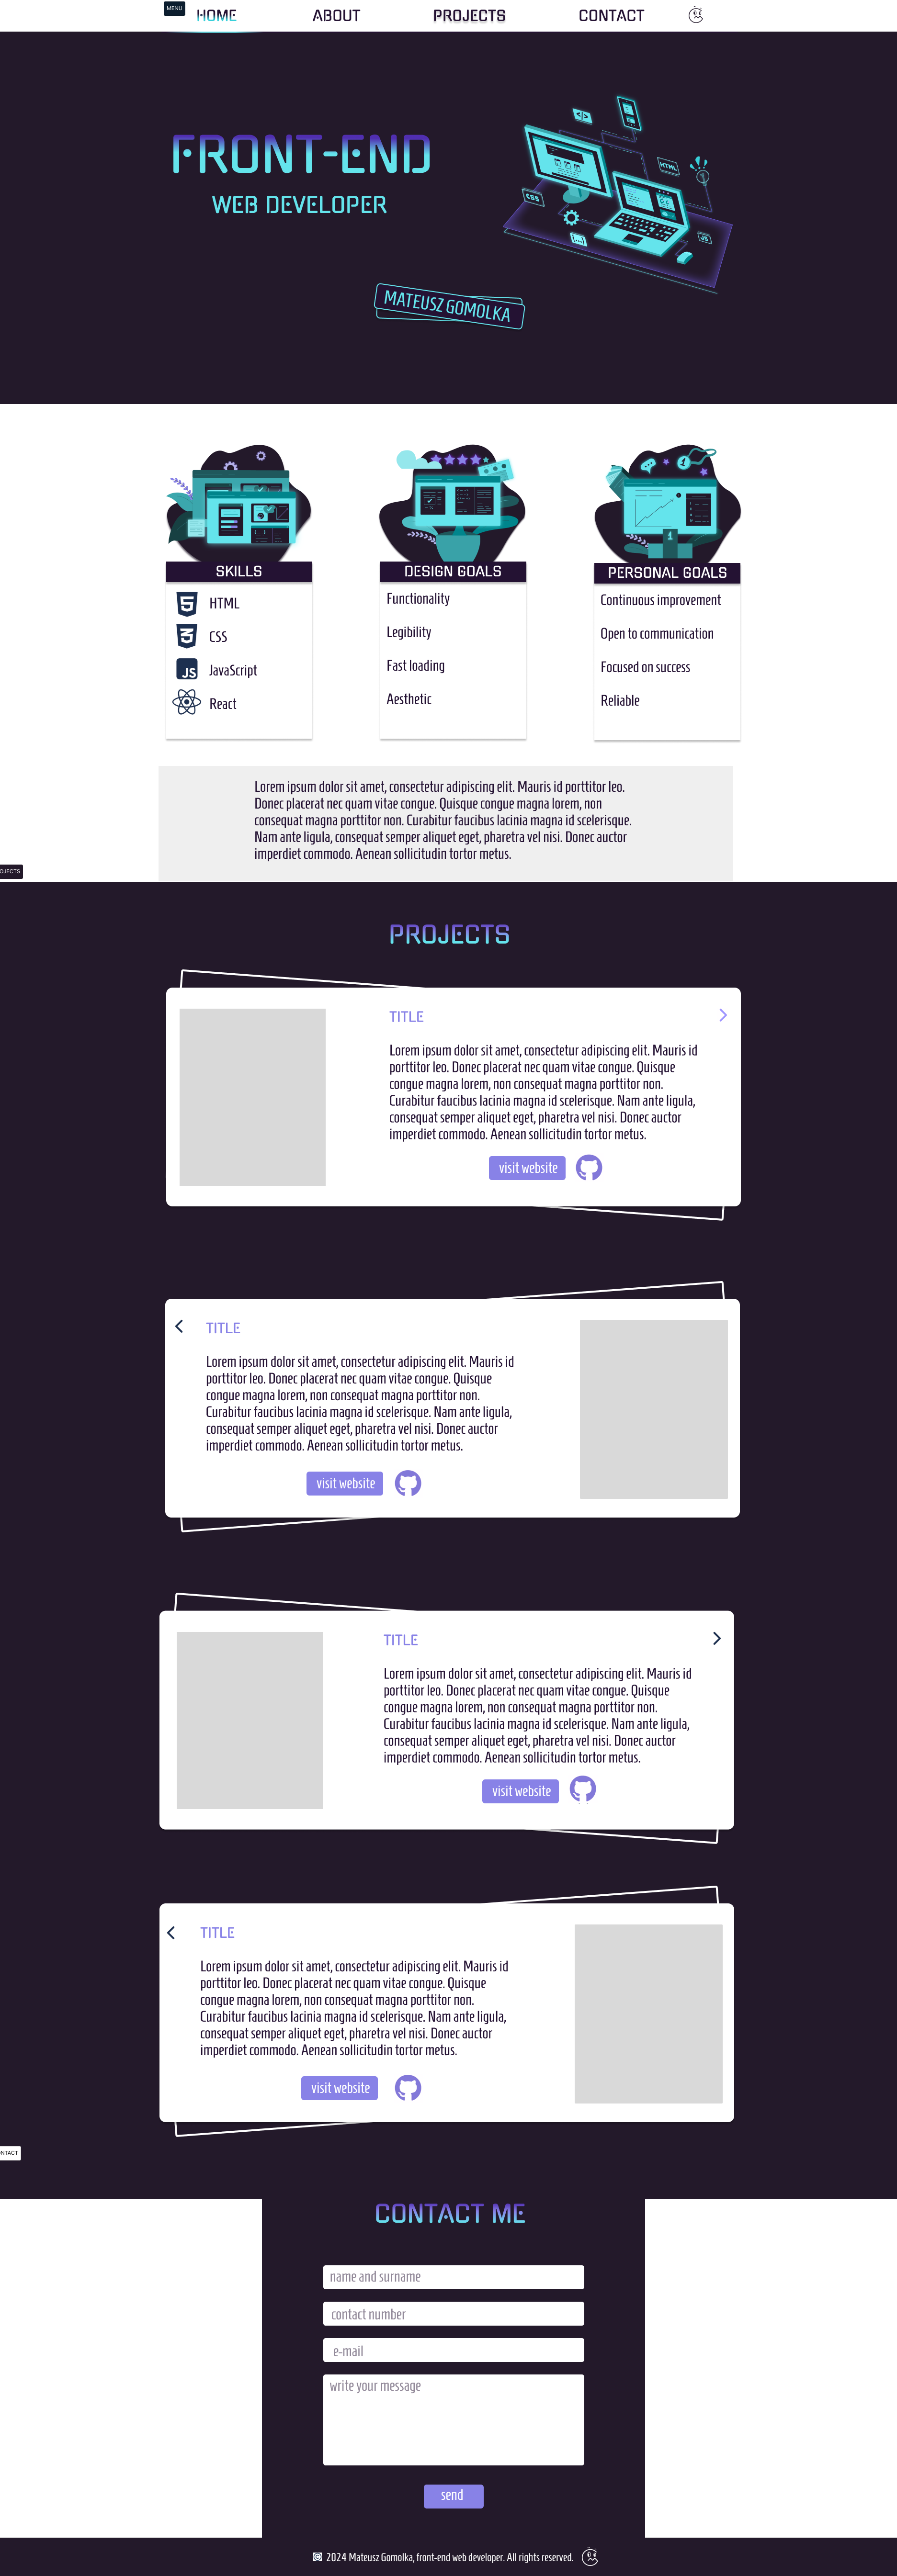 MENU
HOME
ABOUT
PROJECTS
CONTACT
FRONT-END
WEB DEVELOPER
</>
HTML
CSS
{...}
JS
MATEUSZ GOMOLKA
SKILLS
HTML
CSS
JS
JavaScript
React
DESIGN GOALS
Functionality
Legibility
Fast loading
Aesthetic
1
1
PERSONAL GOALS
Continuous improvement
Open to communication
Focused on success
Reliable
Lorem ipsum dolor sit amet, consectetur adipiscing elit. Mauris id porttitor leo.
Donec placerat nec quam vitae congue. Quisque congue magna lorem, non
consequat magna porttitor non. Curabitur faucibus lacinia magna id scelerisque.
Nam ante ligula, consequat semper aliquet eget, pharetra vel nisi. Donec auctor
imperdiet commodo. Aenean sollicitudin tortor metus.
OJECTS
PROJECTS
TITLE
Lorem ipsum dolor sit amet, consectetur adipiscing elit. Mauris id
porttitor leo. Donec placerat nec quam vitae congue. Quisque
congue magna lorem, non consequat magna porttitor non.
Curabitur faucibus lacinia magna id scelerisque. Nam ante ligula,
consequat semper aliquet eget, pharetra vel nisi. Donec auctor
imperdiet commodo. Aenean sollicitudin tortor metus.
visit website
TITLE
Lorem ipsum dolor sit amet, consectetur adipiscing elit. Mauris id
porttitor leo. Donec placerat nec quam vitae congue. Quisque
congue magna lorem, non consequat magna porttitor non.
Curabitur faucibus lacinia magna id scelerisque. Nam ante ligula,
consequat semper aliquet eget, pharetra vel nisi. Donec auctor
imperdiet commodo. Aenean sollicitudin tortor metus.
visit website
TITLE
Lorem ipsum dolor sit amet, consectetur adipiscing elit. Mauris id
porttitor leo. Donec placerat nec quam vitae congue. Quisque
congue magna lorem, non consequat magna porttitor non.
Curabitur faucibus lacinia magna id scelerisque. Nam ante ligula,
consequat semper aliquet eget, pharetra vel nisi. Donec auctor
imperdiet commodo. Aenean sollicitudin tortor metus.
visit website
TITLE
Lorem ipsum dolor sit amet, consectetur adipiscing elit. Mauris id
porttitor leo. Donec placerat nec quam vitae congue. Quisque
congue magna lorem, non consequat magna porttitor non.
Curabitur faucibus lacinia magna id scelerisque. Nam ante ligula,
consequat semper aliquet eget, pharetra vel nisi. Donec auctor
imperdiet commodo. Aenean sollicitudin tortor metus.
visit website
NTACT
CONTACT ME
name and surname
contact number
e-mail
write your message
send
2024 Mateusz Gomolka, front-end web developer. All rights reserved.